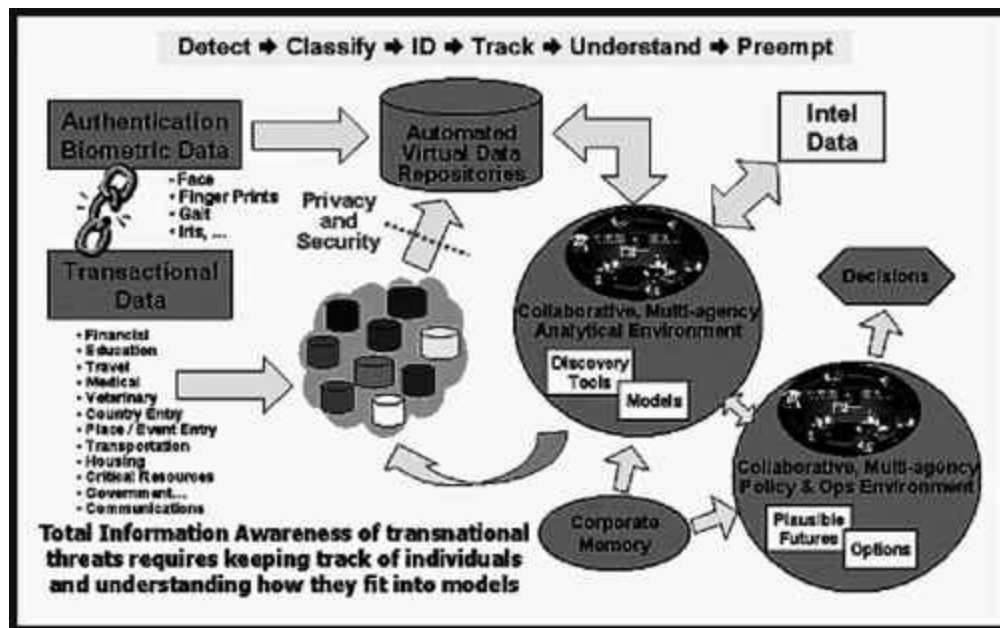 Detect → Classify → ID → Track → Understand → Preempt
Authentication
Biometric Data
• Face
• Finger Prints
• Gait
• Iris, ...
Transactional
Data
• Financial
• Education
• Travel
• Medical
• Veterinary
• Country Entry
• Place / Event Entry
• Transportation
• Housing
• Critical Resources
• Government...
• Communications
Automated
Virtual Data
Repositories
Privacy
and
Security
Intel
Data
Collaborative, Multi-agency
Analytical Environment
Discovery
Tools
Models
Decisions
Collaborative, Multi-agency
Policy & Ops Environment
Plausible
Futures
Options
Corporate
Memory
Total Information Awareness of transnational
threats requires keeping track of individuals
and understanding how they fit into models